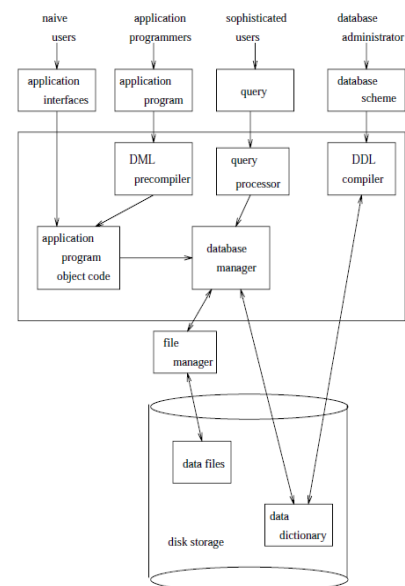 naive
users
application
programmers
sophisticated
users
database
administrator
application
interfaces
application
program
query
database
scheme
DML
precompiler
query
processor
DDL
compiler
application
program
object code
database
manager
file
manager
data files
data
dictionary
disk storage